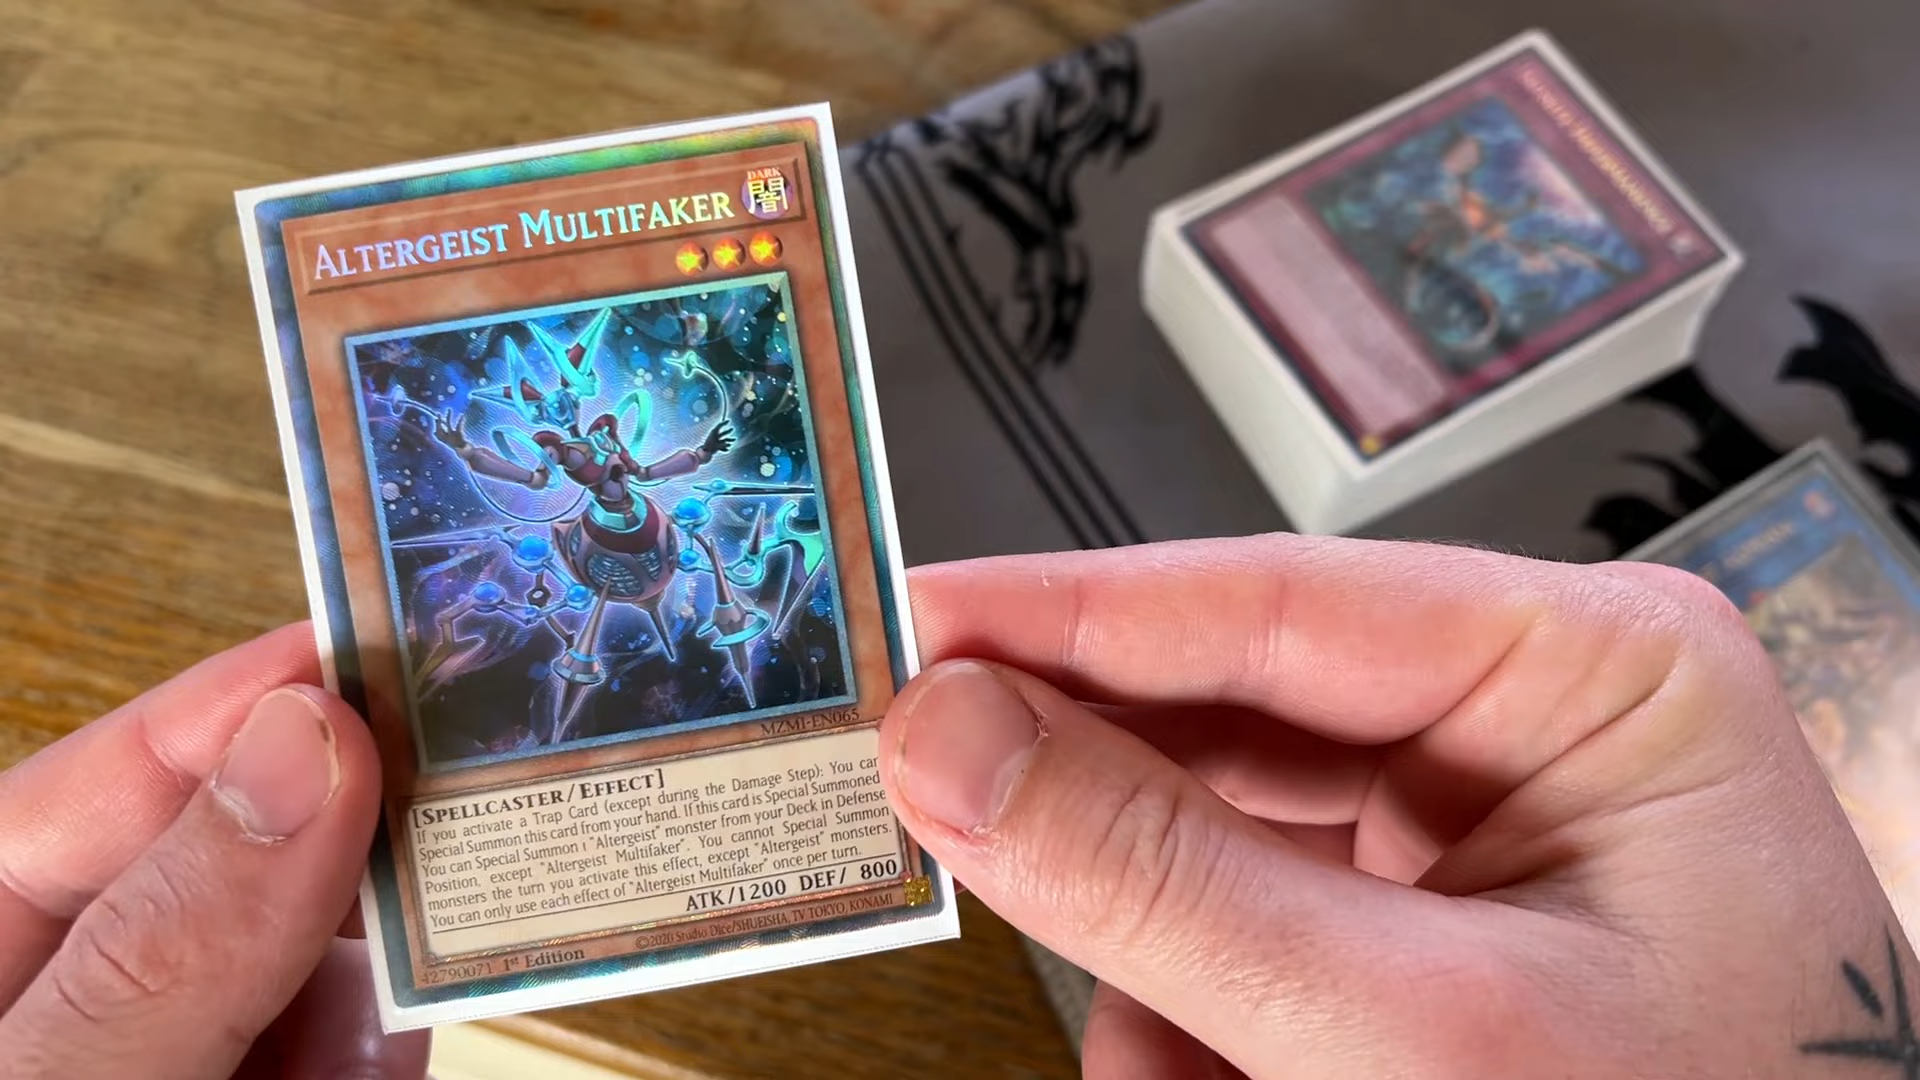 ALTERGEIST MULTIFAKER
DARK
闇
MZMI-EN065
[SPELLCASTER/EFFECT]
If you activate a Trap Card (except during the Damage Step): You can
Special Summon this card from your hand. If this card is Special Summoned
You can Special Summon 1 "Altergeist" monster from your Deck in Defense
Position, except "Altergeist Multifaker". You cannot Special Summon
monsters the turn you activate this effect, except "Altergeist" monsters.
You can only use each effect of "Altergeist Multifaker" once per turn.
ATK/1200 DEF/ 800
©2020 Studio Dice/SHUEISHA, TV TOKYO, KONAMI
42790071 1st Edition